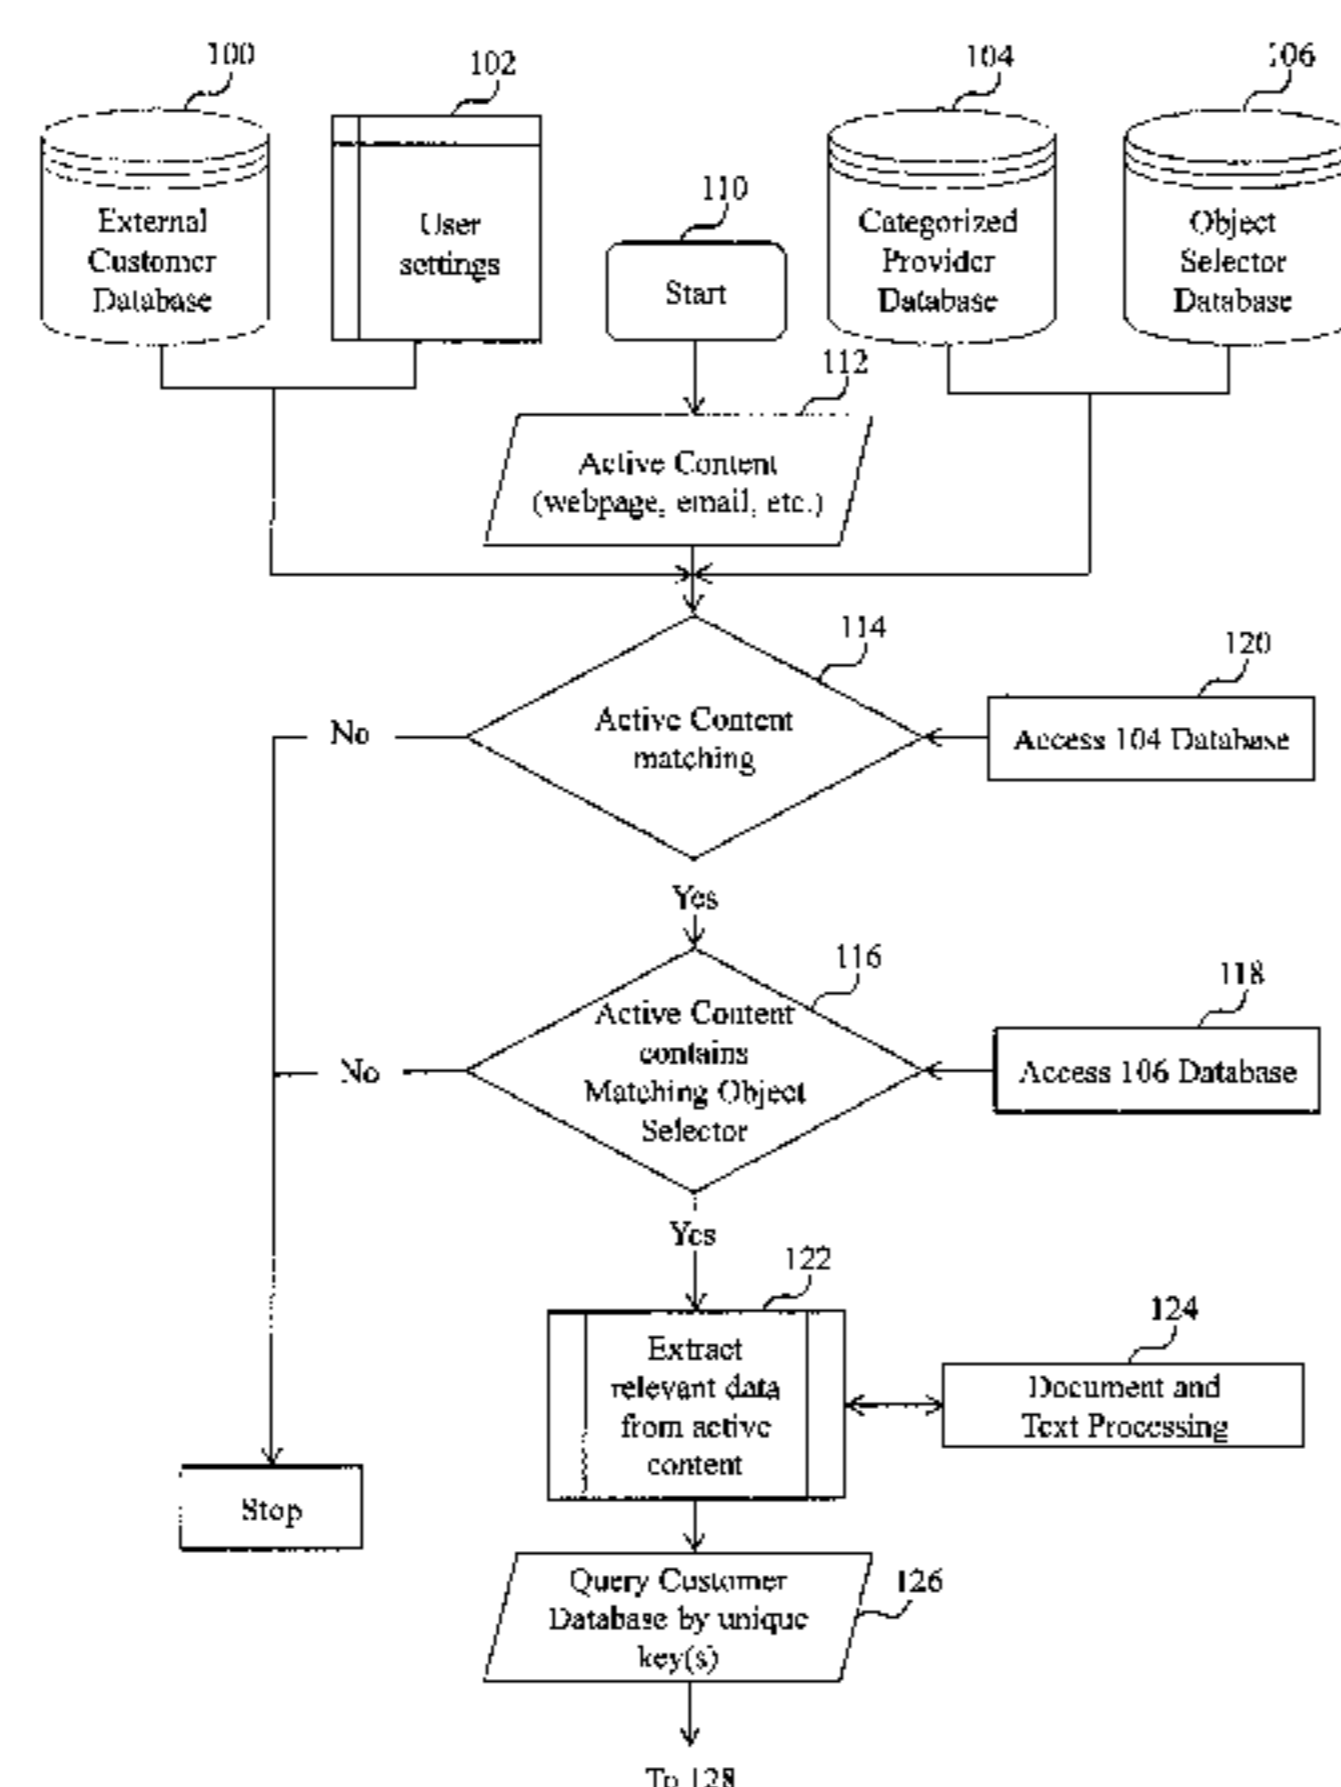 100
102
104
106
110
External
Customer
Database
User
settings
Start
Categorized
Provider
Database
Object
Selector
Database
112
Active Content
(webpage, email, etc.)
114
120
Active Content
matching
No
Access 104 Database
Yes
116
118
Active Content
contains
Matching Object
Selector
No
Access 106 Database
Yes
122
124
Extract
relevant data
from active
content
Document and
Text Processing
Stop
126
Query Customer
Database by unique
key(s)
To 128